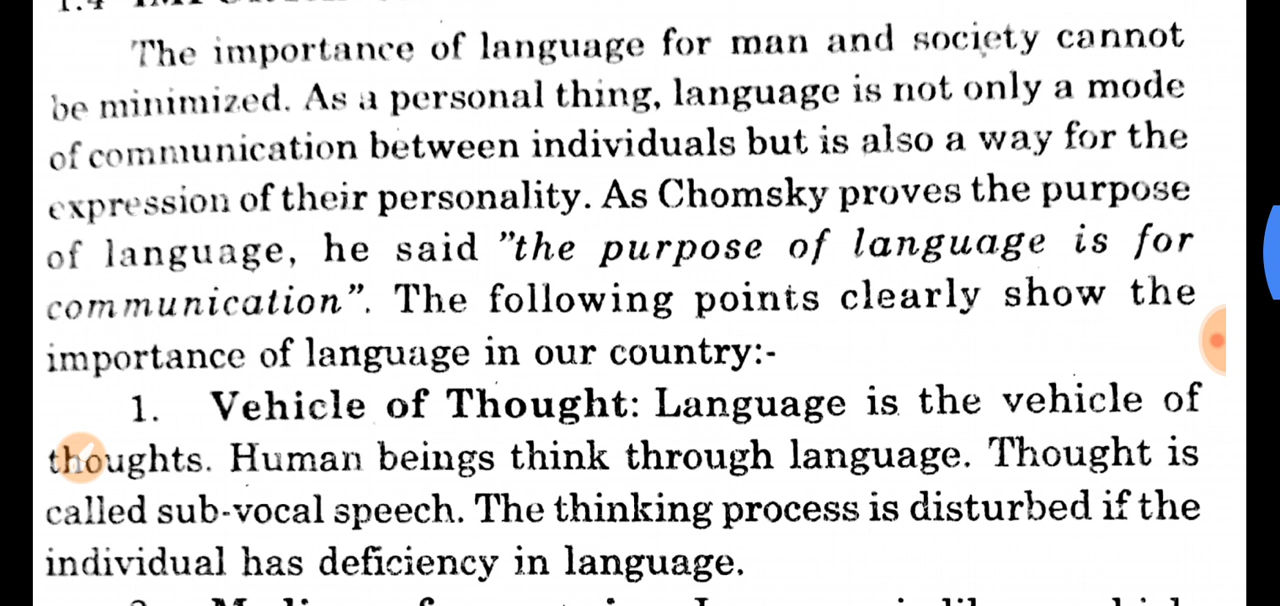 The importance of language for man and society cannot
be minimized. As a personal thing, language is not only a mode
of communication between individuals but is also a way for the
expression of their personality. As Chomsky proves the purpose
of language, he said "the purpose of language is for
communication". The following points clearly show the
importance of language in our country:-
1. Vehicle of Thought: Language is the vehicle of
thoughts. Human beings think through language. Thought is
called sub-vocal speech. The thinking process is disturbed if the
individual has deficiency in language.